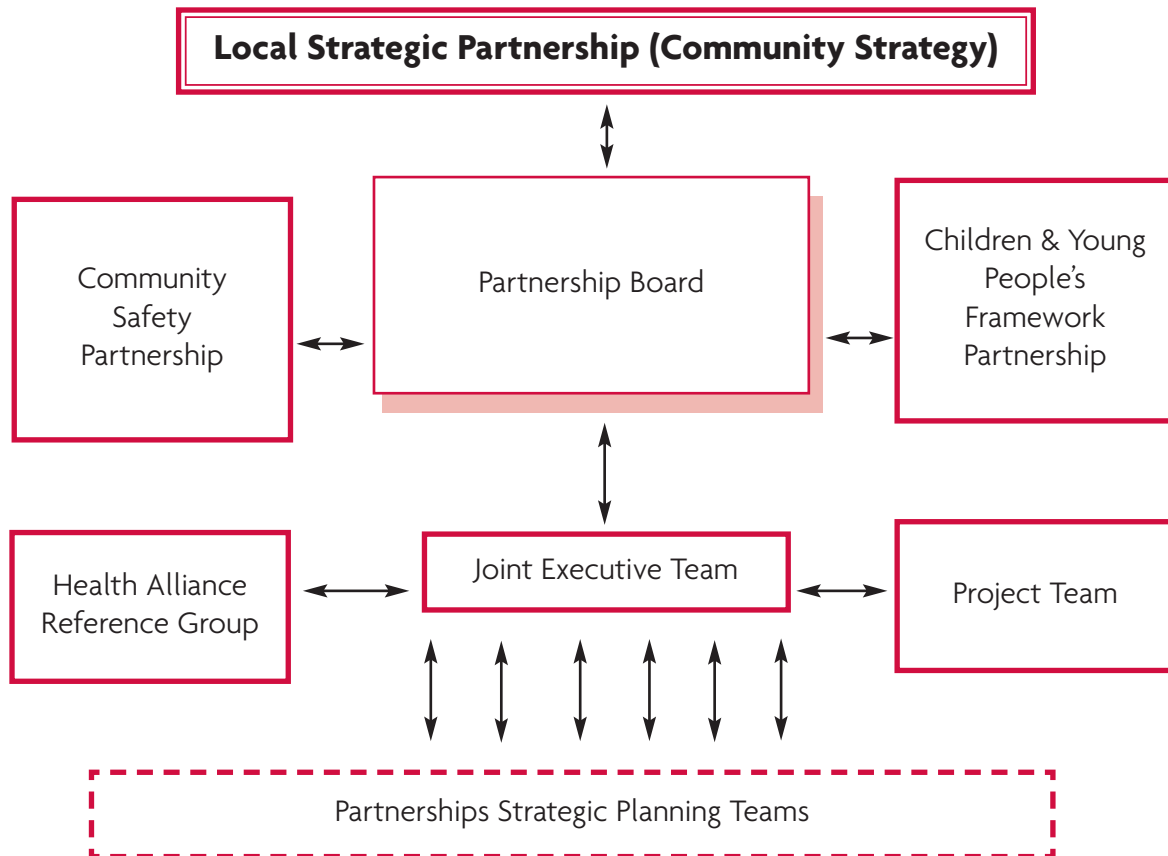 Local Strategic Partnership (Community Strategy)
Community
Safety
Partnership
Partnership Board
Children & Young
People’s
Framework
Partnership
Health Alliance
Reference Group
Joint Executive Team
Project Team
Partnerships Strategic Planning Teams